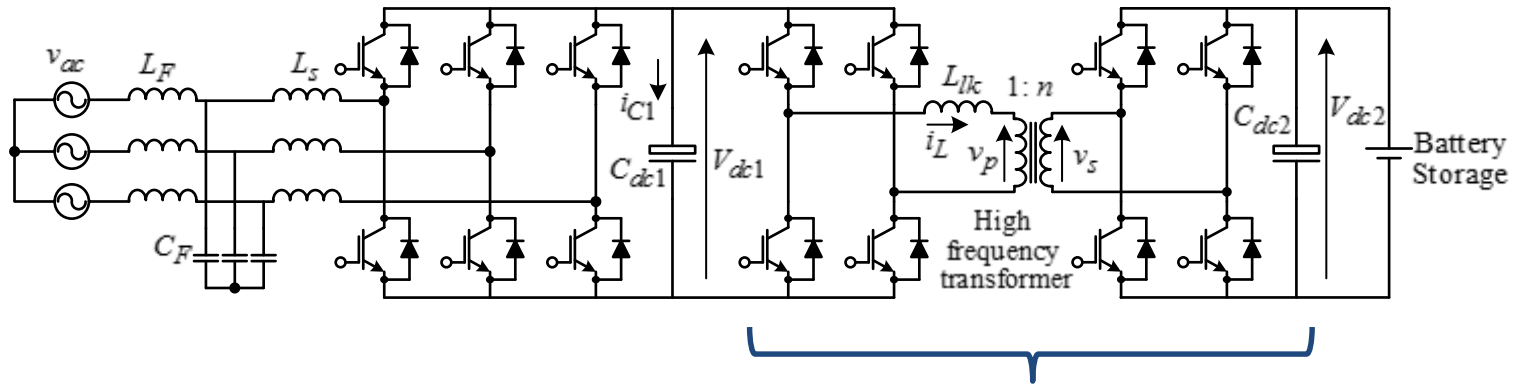 v_ac
L_F
L_s
C_F
i_C1
C_dc1
V_dc1
L_lk
1: n
i_L
v_p
v_s
High
frequency
transformer
C_dc2
V_dc2
Battery
Storage